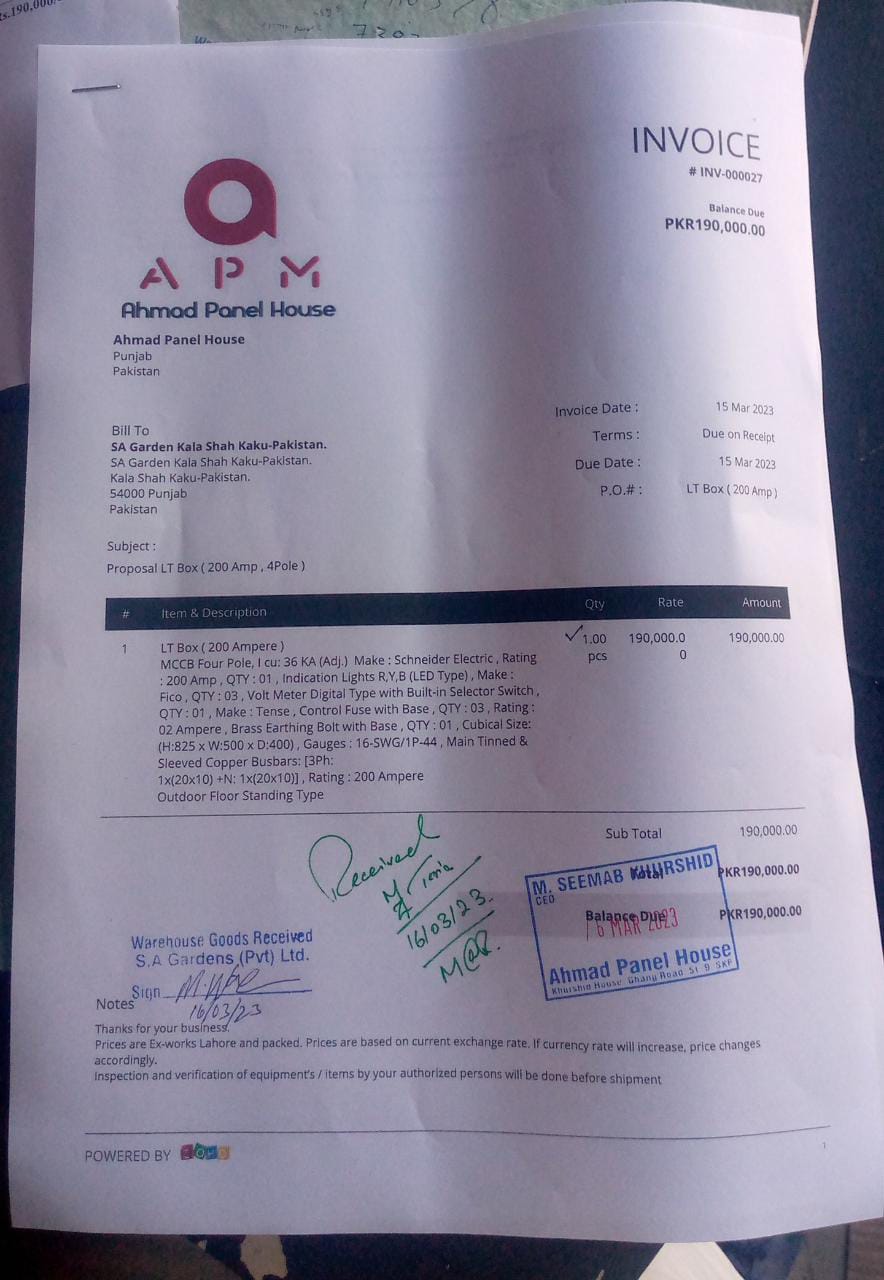 Rs.190,000
730
INVOICE
# INV-000027
Balance Due
PKR190,000.00
A P M
Ahmad Panel House
Ahmad Panel House
Punjab
Pakistan
Bill To
SA Garden Kala Shah Kaku-Pakistan.
SA Garden Kala Shah Kaku-Pakistan.
Kala Shah Kaku-Pakistan.
54000 Punjab
Pakistan
Invoice Date : 15 Mar 2023
Terms : Due on Receipt
Due Date : 15 Mar 2023
P.O.# : LT Box ( 200 Amp )
Subject :
Proposal LT Box ( 200 Amp , 4Pole )
# Item & Description Qty Rate Amount
1 LT Box ( 200 Ampere ) 1.00 190,000.0 190,000.00
MCCB Four Pole, I cu: 36 KA (Adj.) Make : Schneider Electric , Rating pcs 0
: 200 Amp , QTY : 01 , Indication Lights R,Y,B (LED Type) , Make :
Fico , QTY : 03 , Volt Meter Digital Type with Built-in Selector Switch ,
QTY : 01 , Make : Tense , Control Fuse with Base , QTY : 03 , Rating :
02 Ampere , Brass Earthing Bolt with Base , QTY : 01 , Cubical Size:
(H:825 x W:500 x D:400) , Gauges : 16-SWG/1P-44 , Main Tinned &
Sleeved Copper Busbars: [3Ph:
1x(20x10) +N: 1x(20x10)] , Rating : 200 Ampere
Outdoor Floor Standing Type
Sub Total 190,000.00
Total PKR190,000.00
Balance Due PKR190,000.00
Received
16/03/23.
M. SEEMAB KHURSHID
CEO
16 MAR 2023
Ahmad Panel House
Khurshid House Ghang Road St 9 SKP
Warehouse Goods Received
S.A Gardens (Pvt) Ltd.
Sign
16/03/23
Notes
Thanks for your business.
Prices are Ex-works Lahore and packed. Prices are based on current exchange rate. If currency rate will increase, price changes
accordingly.
Inspection and verification of equipment's / items by your authorized persons will be done before shipment
POWERED BY ZOHO
1